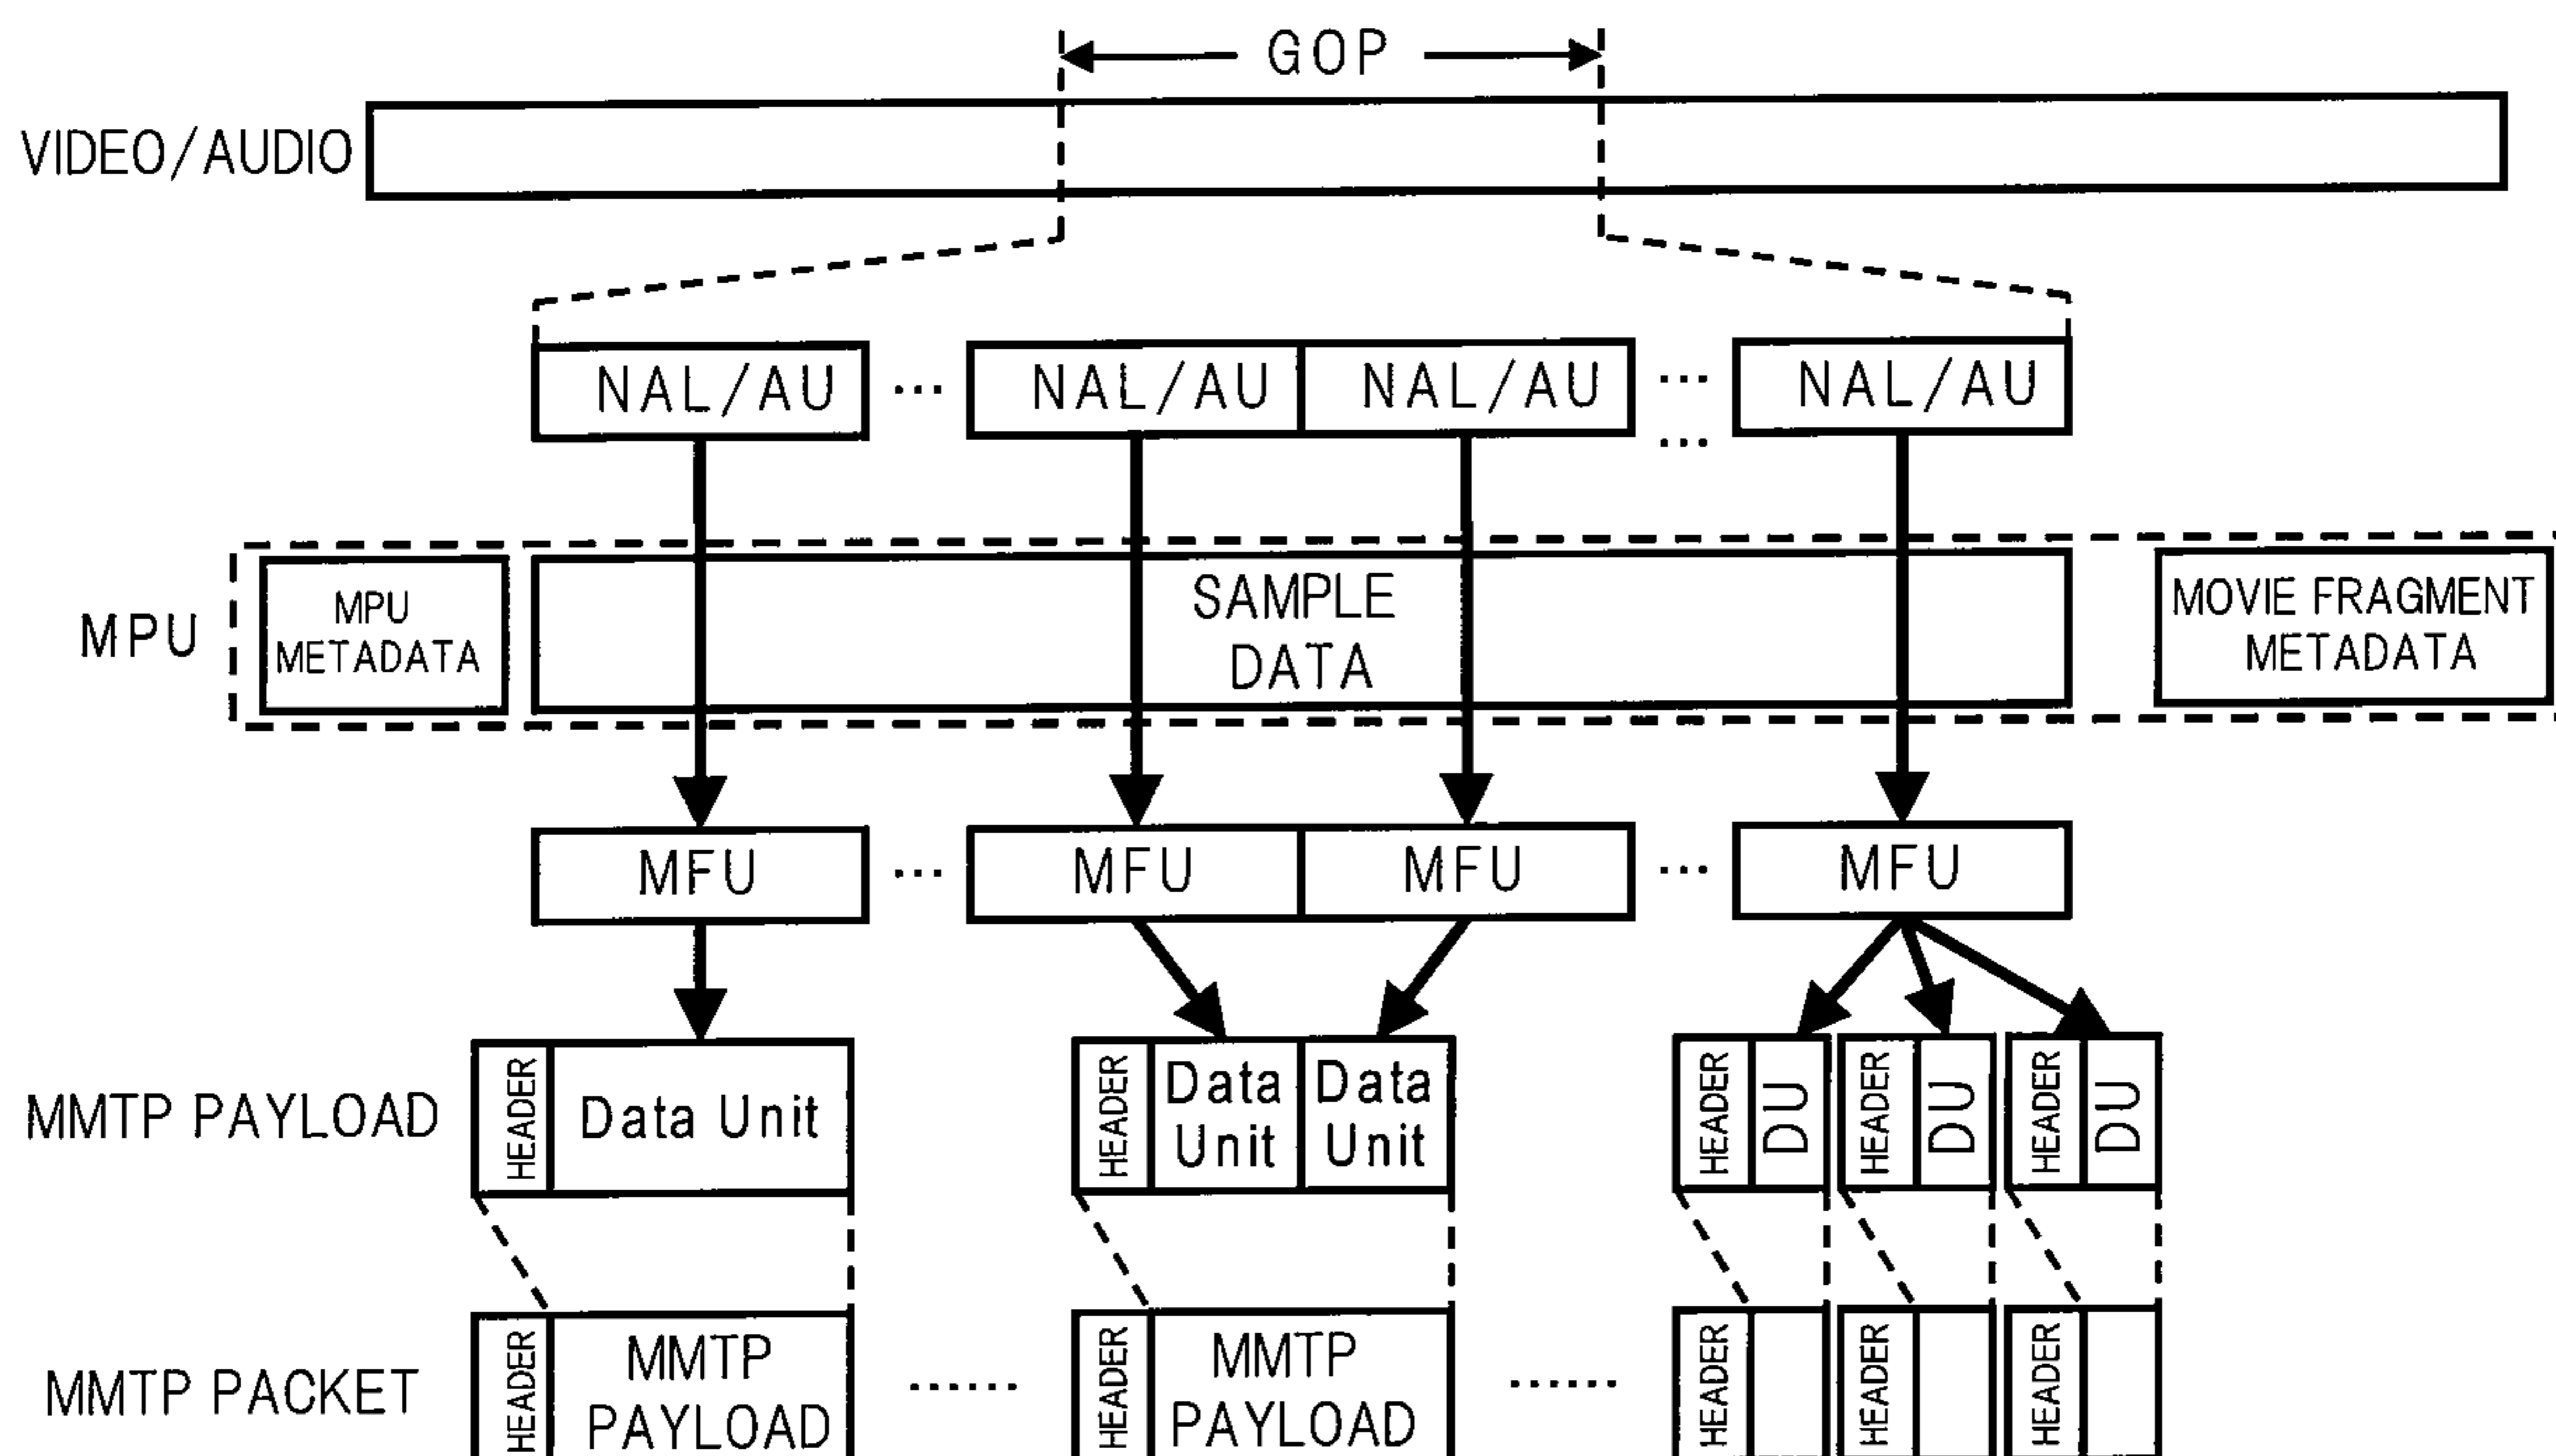 GOP
VIDEO/AUDIO
NAL/AU ... NAL/AU NAL/AU ... NAL/AU
...
MPU
MPU
METADATA
SAMPLE
DATA
MOVIE FRAGMENT
METADATA
MFU ... MFU MFU ... MFU
MMTP PAYLOAD
HEADER
Data Unit
HEADER
Data
Unit
Data
Unit
HEADER
DU
HEADER
DU
HEADER
DU
MMTP PACKET
HEADER
MMTP
PAYLOAD
......
HEADER
MMTP
PAYLOAD
......
HEADER
HEADER
HEADER